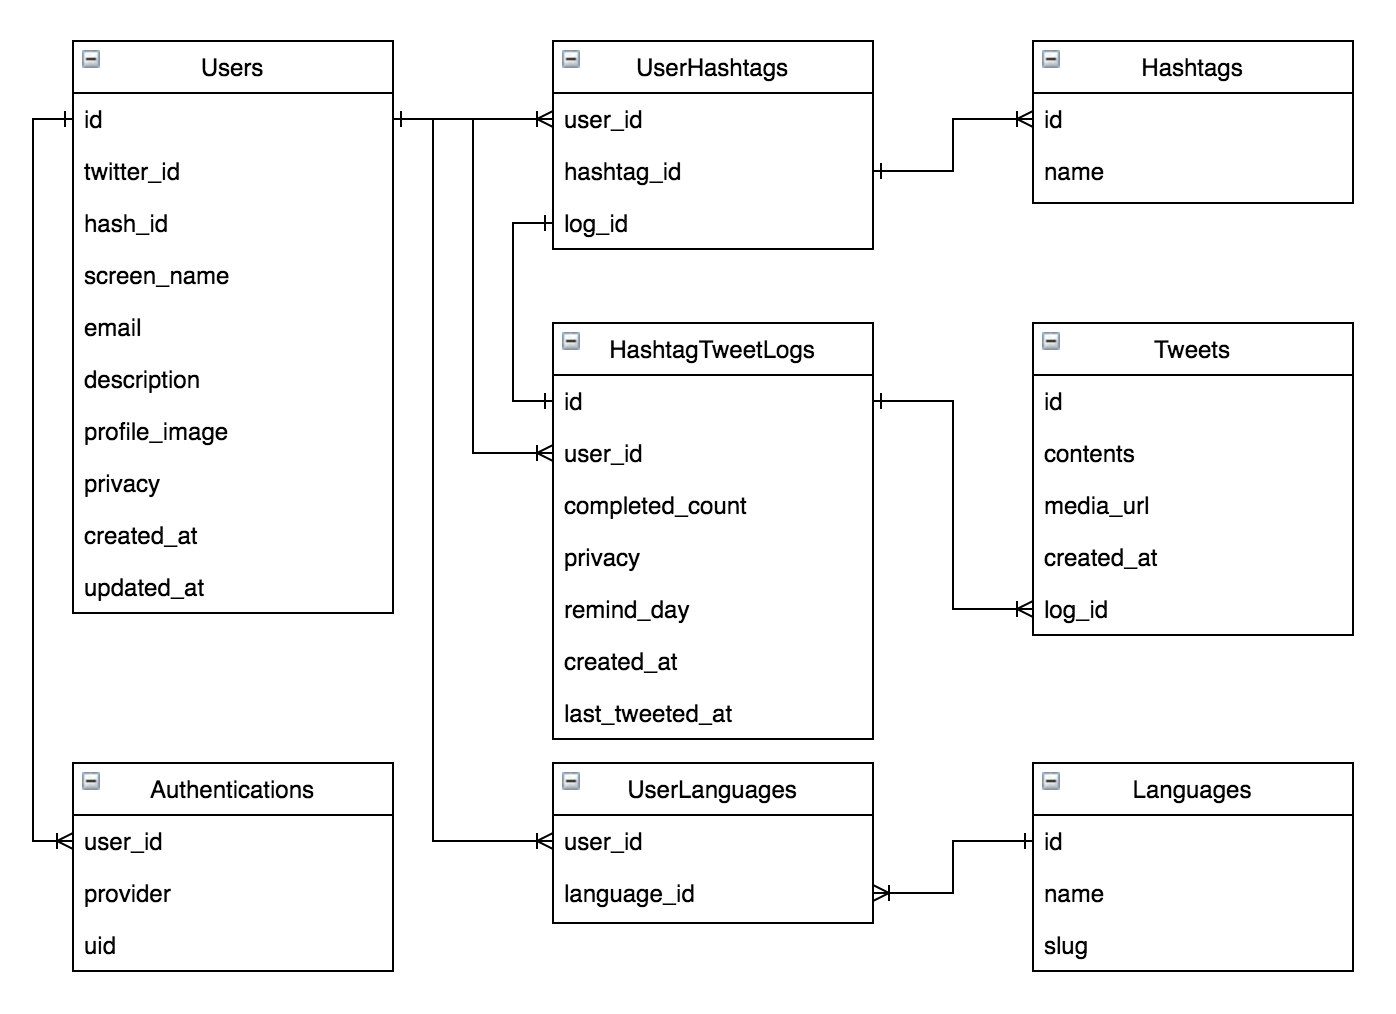 Users
id
twitter_id
hash_id
screen_name
email
description
profile_image
privacy
created_at
updated_at
UserHashtags
user_id
hashtag_id
log_id
Hashtags
id
name
HashtagTweetLogs
id
user_id
completed_count
privacy
remind_day
created_at
last_tweeted_at
Tweets
id
contents
media_url
created_at
log_id
Authentications
user_id
provider
uid
UserLanguages
user_id
language_id
Languages
id
name
slug